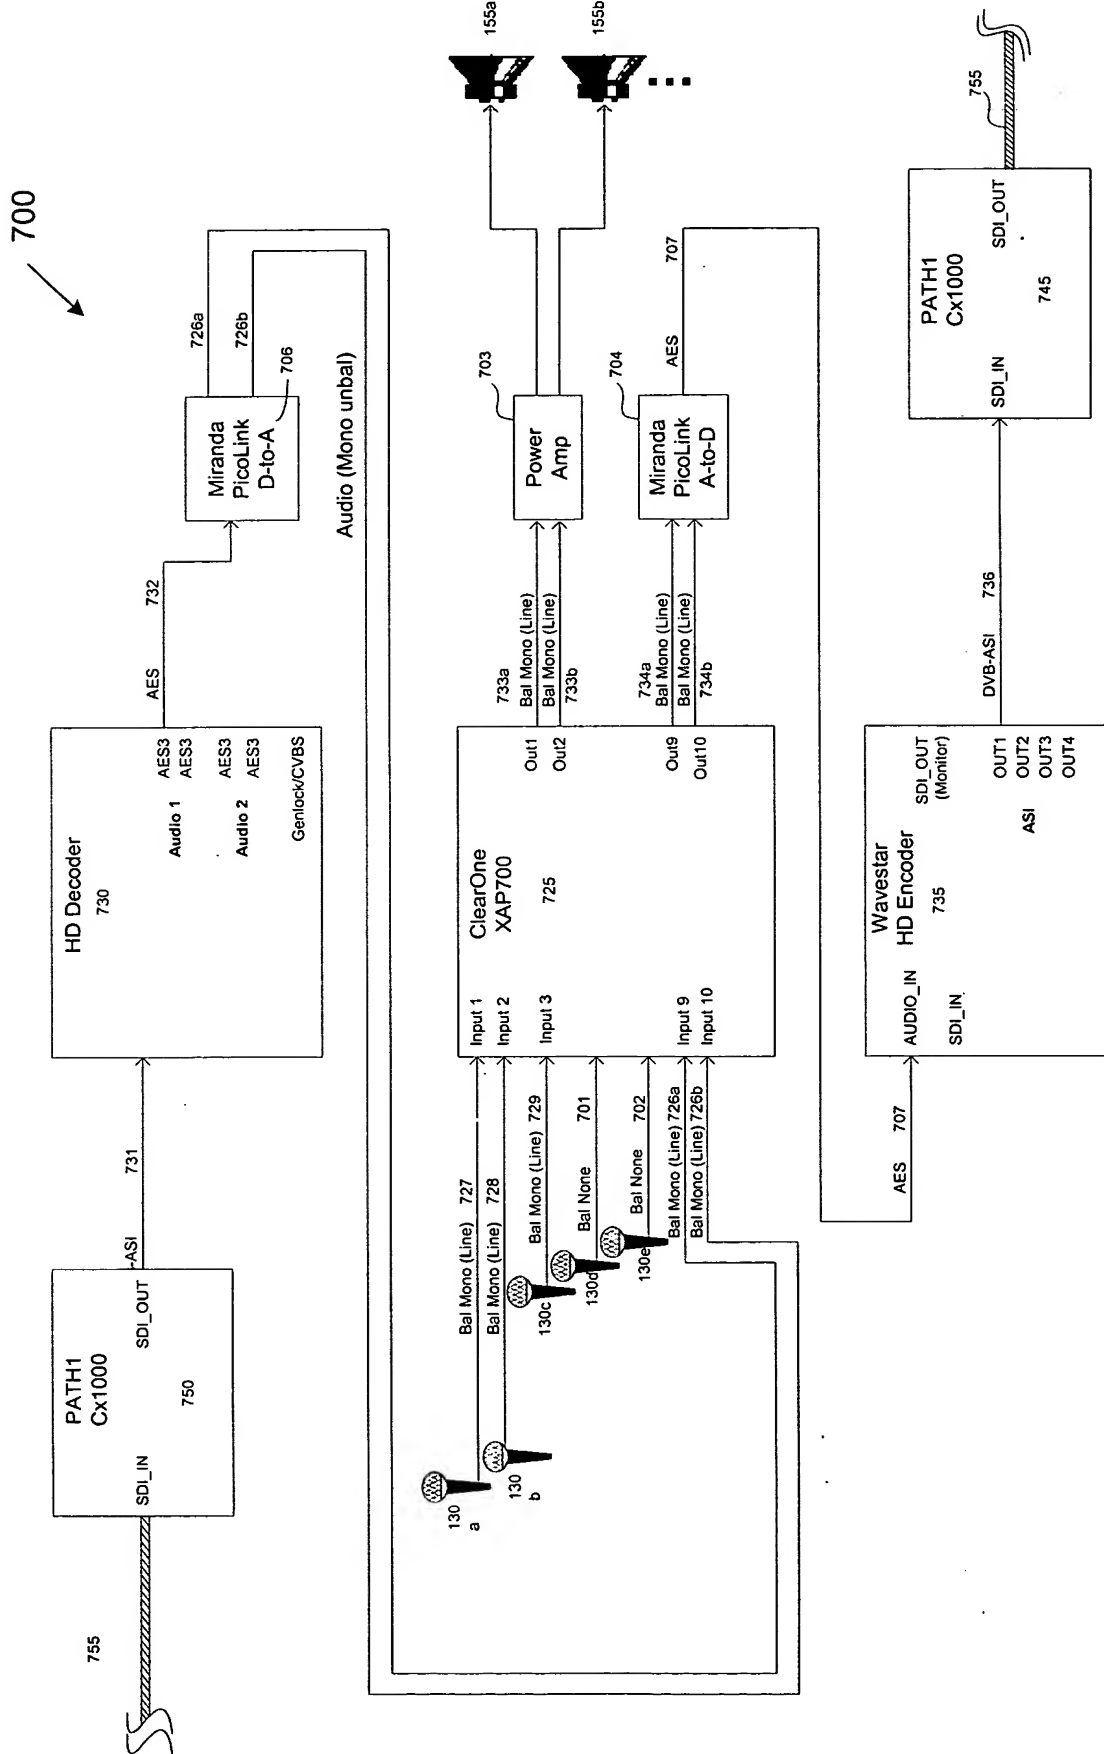 700
755
PATH1
Cx1000
SDI_IN
SDI_OUT
750
-ASI
731
HD Decoder
730
Audio 1
AES3
AES3
Audio 2
AES3
AES3
Genlock/CVBS
AES
732
Miranda
PicoLink
D-to-A
706
726a
726b
Audio (Mono unbal)
130
a
130
b
130c
130d
130e
Bal Mono (Line) 727
Bal Mono (Line) 728
Bal Mono (Line) 729
Bal None 701
Bal None 702
Bal Mono (Line) 726a
Bal Mono (Line) 726b
Input 1
Input 2
Input 3
Input 9
Input 10
ClearOne
XAP700
725
Out1
Out2
Out9
Out10
733a
Bal Mono (Line)
Bal Mono (Line)
733b
734a
Bal Mono (Line)
Bal Mono (Line)
734b
703
Power
Amp
704
Miranda
PicoLink
A-to-D
155a
155b
AES
707
AES
707
Wavestar
HD Encoder
735
AUDIO_IN
SDI_IN
SDI_OUT
(Monitor)
ASI
OUT1
OUT2
OUT3
OUT4
DVB-ASI
736
PATH1
Cx1000
SDI_IN
SDI_OUT
745
755